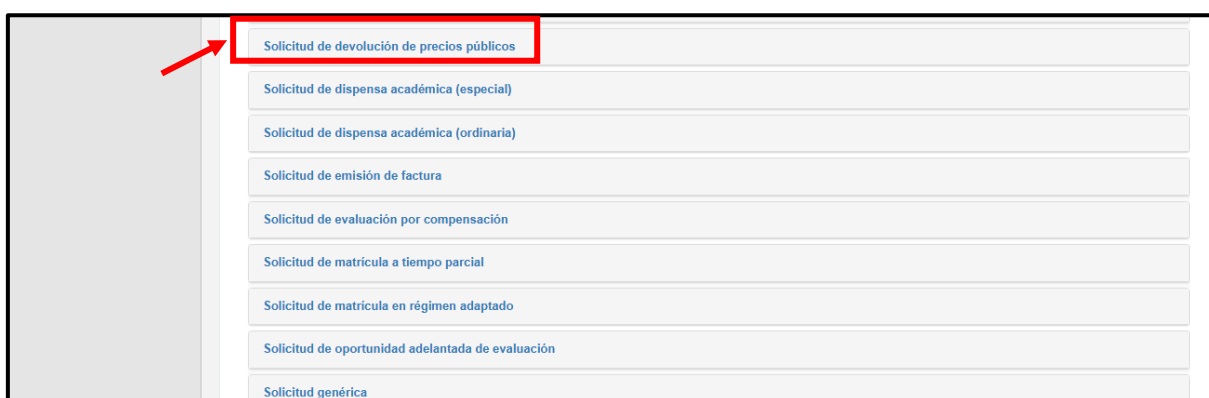 Solicitud de devolución de precios públicos
Solicitud de dispensa académica (especial)
Solicitud de dispensa académica (ordinaria)
Solicitud de emisión de factura
Solicitud de evaluación por compensación
Solicitud de matrícula a tiempo parcial
Solicitud de matrícula en régimen adaptado
Solicitud de oportunidad adelantada de evaluación
Solicitud genérica